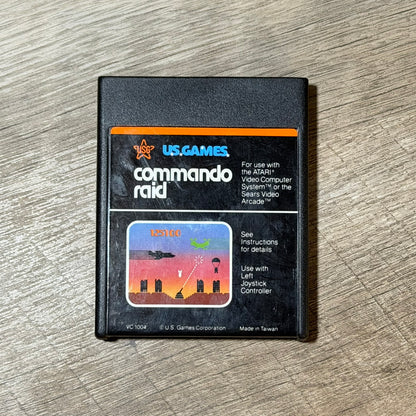 USG U.S.GAMES.
commando
raid
For use with
the ATARI®
Video Computer
System™ or the
Sears Video
Arcade™
See
Instructions
for details
Use with
Left
Joystick
Controller
VC 1004 © U.S. Games Corporation Made in Taiwan